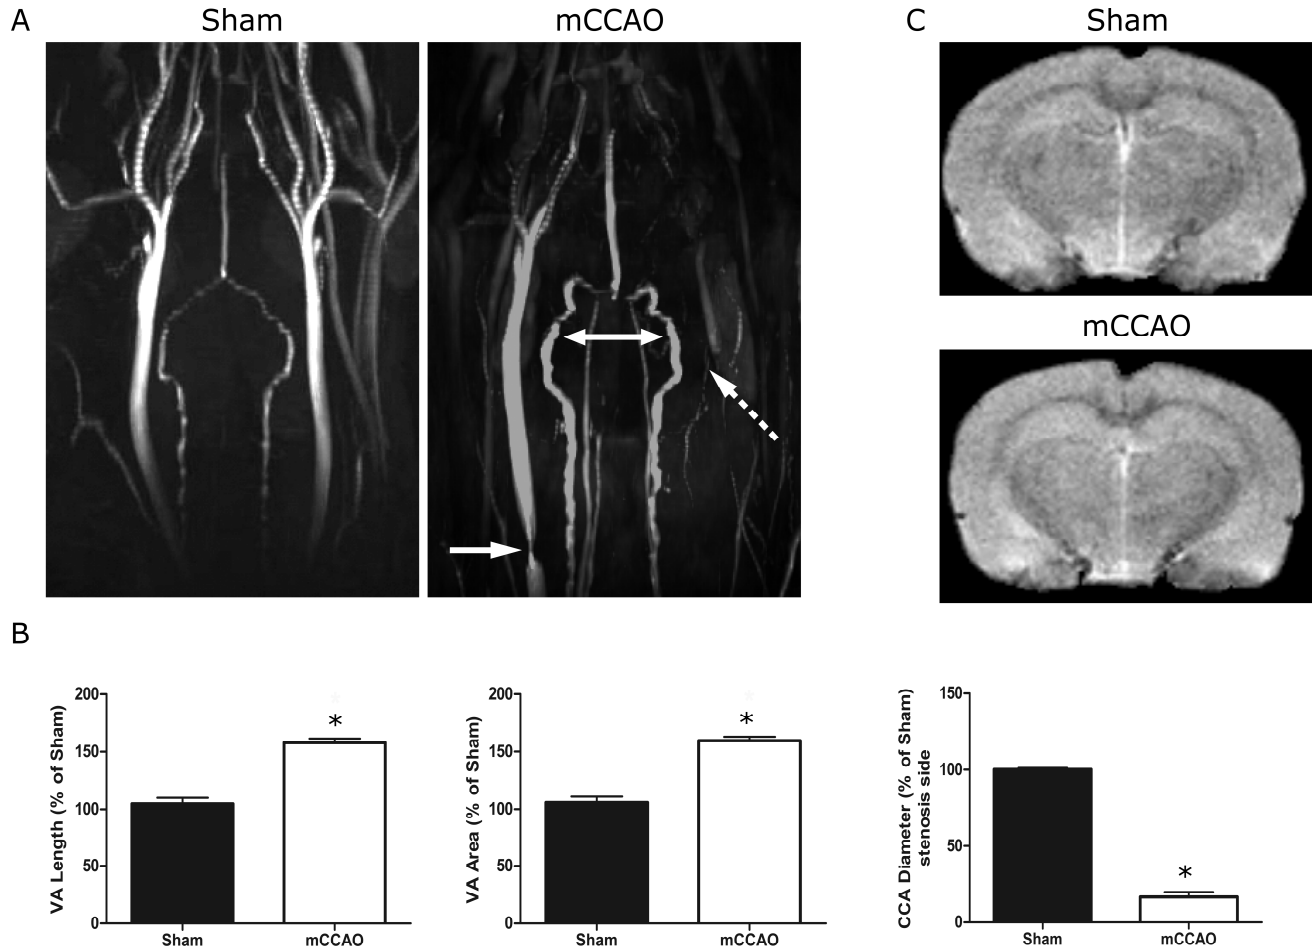 A
Sham
mCCAO
C
Sham
mCCAO
B
VA Length (% of Sham)
200
150
100
50
0
*
Sham
mCCAO
VA Area (% of Sham)
200
150
100
50
0
*
Sham
mCCAO
CCA Diameter (% of Sham)
stenosis side
150
100
50
0
*
Sham
mCCAO